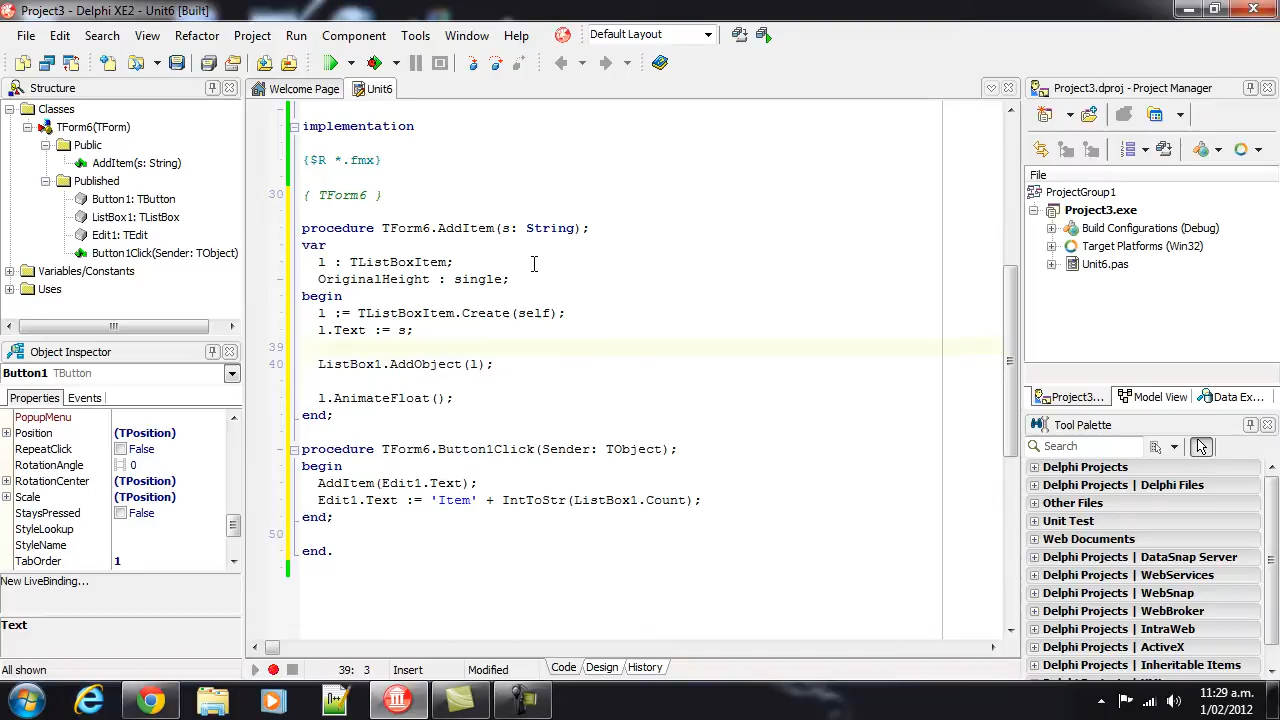 Project3 - Delphi XE2 - Unit6 [Built]
File Edit Search View Refactor Project Run Component Tools Window Help
Default Layout
Structure
Classes
TForm6(TForm)
Public
AddItem(s: String)
Published
Button1: TButton
ListBox1: TListBox
Edit1: TEdit
Button1Click(Sender: TObject)
Variables/Constants
Uses
Object Inspector
Button1 TButton
Properties Events
PopupMenu
Position (TPosition)
RepeatClick False
RotationAngle 0
RotationCenter (TPosition)
Scale (TPosition)
StaysPressed False
StyleLookup
StyleName
TabOrder 1
New LiveBinding...
Text
All shown
Welcome Page Unit6
implementation
{$R *.fmx}
30 { TForm6 }
procedure TForm6.AddItem(s: String);
var
l : TListBoxItem;
OriginalHeight : single;
begin
l := TListBoxItem.Create(self);
l.Text := s;
39
40 ListBox1.AddObject(l);
l.AnimateFloat();
end;
procedure TForm6.Button1Click(Sender: TObject);
begin
AddItem(Edit1.Text);
Edit1.Text := 'Item' + IntToStr(ListBox1.Count);
end;
50
end.
39: 3 Insert Modified Code Design History
Project3.dproj - Project Manager
File
ProjectGroup1
Project3.exe
Build Configurations (Debug)
Target Platforms (Win32)
Unit6.pas
Project3... Model View Data Ex...
Tool Palette
Search
Delphi Projects
Delphi Projects | Delphi Files
Other Files
Unit Test
Web Documents
Delphi Projects | DataSnap Server
Delphi Projects | WebServices
Delphi Projects | WebSnap
Delphi Projects | WebBroker
Delphi Projects | IntraWeb
Delphi Projects | ActiveX
Delphi Projects | Inheritable Items
11:29 a.m.
1/02/2012